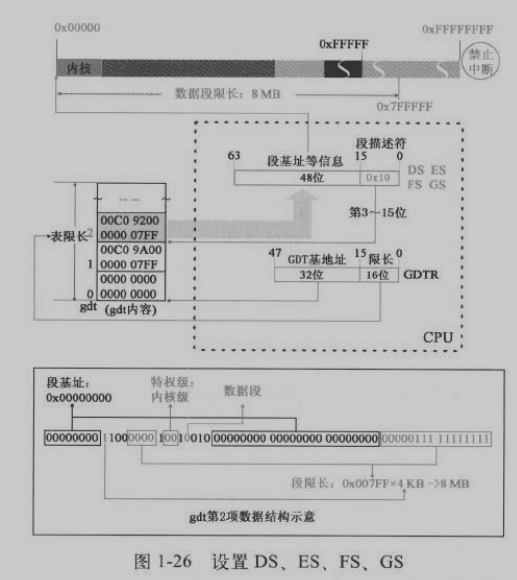 0x00000 0xFFFFFFFF
0xFFFFF
内核 禁止
中断
数据段限长：8 MB
0x7FFFFF
段描述符
63 段基址等信息 15 0
48位 0x10
DS ES
FS GS
第3～15位
表限长
... ...
2 00C0 9200
0000 07FF
1 00C0 9A00
0000 07FF
0000 0000
0 0000 0000
gdt (gdt内容)
47 GDT基地址 15 限长 0
32位 16位 GDTR
CPU
段基址：
0x00000000
特权级：
内核级
数据段
00000000 1100 0000 10010010 00000000 00000000 00000000 00000111 11111111
段限长：0x007FF×4 KB→8 MB
gdt第2项数据结构示意
图 1-26 设置 DS、ES、FS、GS